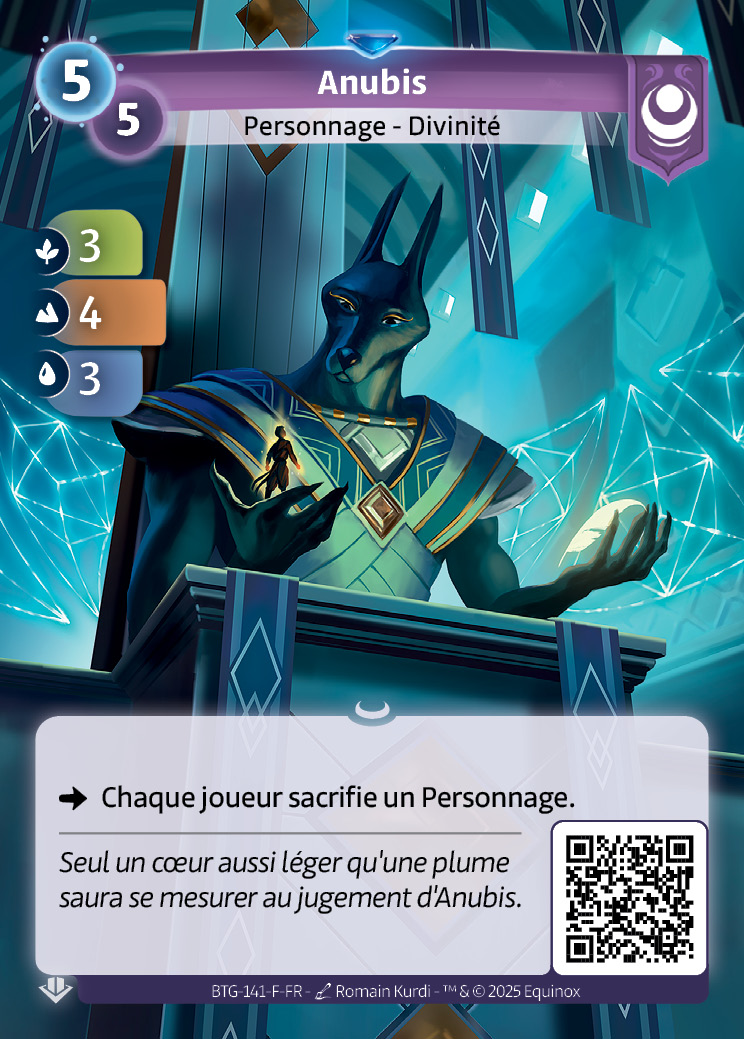 5
Anubis
5
Personnage - Divinité
3
4
3
Chaque joueur sacrifie un Personnage.
Seul un cœur aussi léger qu'une plume
saura se mesurer au jugement d'Anubis.
BTG-141-F-FR - Romain Kurdi - ™ & © 2025 Equinox